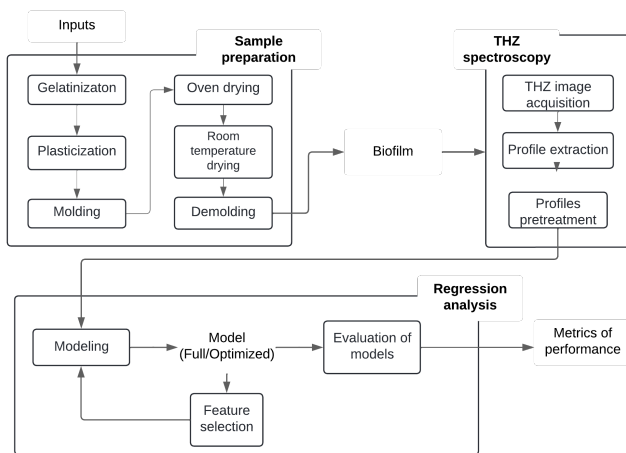 Inputs
Sample
preparation
Gelatinizaton
Plasticization
Molding
Oven drying
Room
temperature
drying
Demolding
Biofilm
THZ
spectroscopy
THZ image
acquisition
Profile extraction
Profiles
pretreatment
Regression
analysis
Modeling
Model
(Full/Optimized)
Feature
selection
Evaluation of
models
Metrics of
performance